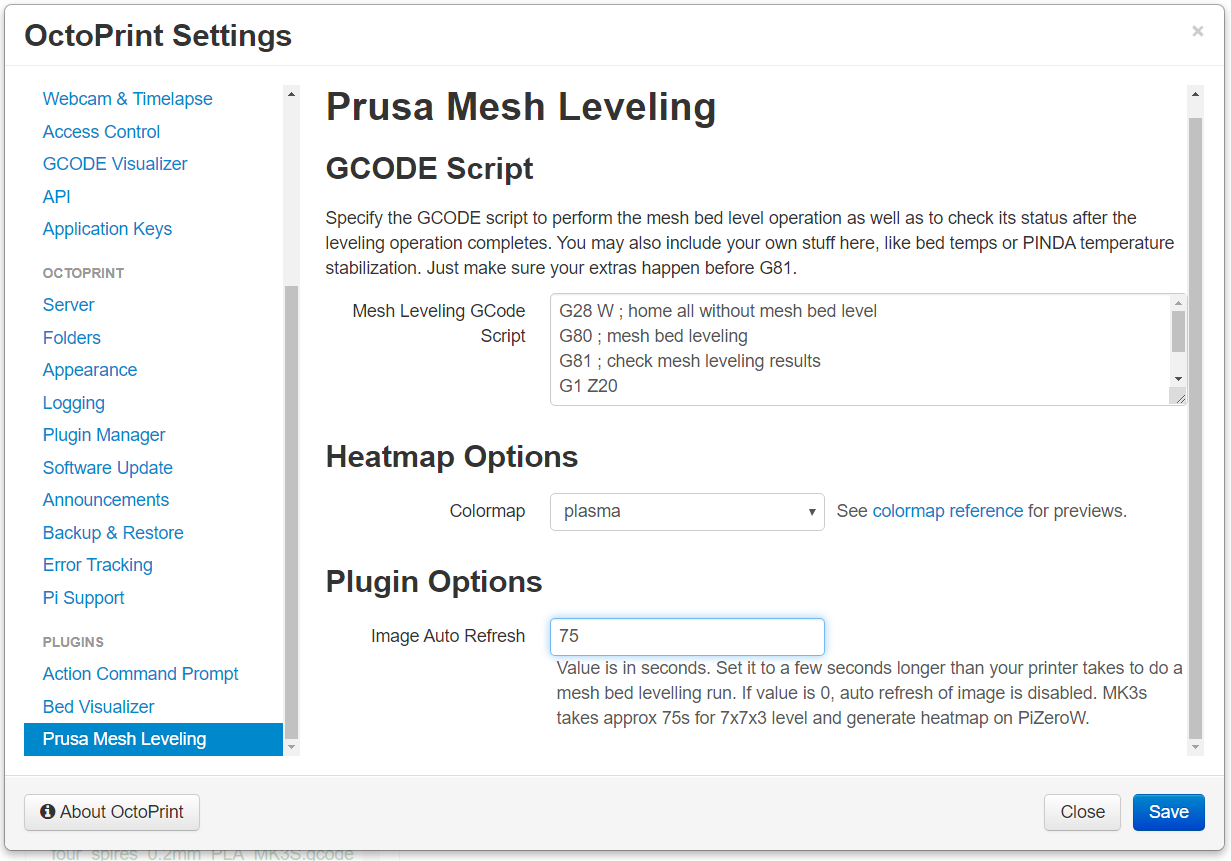 OctoPrint Settings
×
Webcam & Timelapse
Access Control
GCODE Visualizer
API
Application Keys
OCTOPRINT
Server
Folders
Appearance
Logging
Plugin Manager
Software Update
Announcements
Backup & Restore
Error Tracking
Pi Support
PLUGINS
Action Command Prompt
Bed Visualizer
Prusa Mesh Leveling
Prusa Mesh Leveling
GCODE Script
Specify the GCODE script to perform the mesh bed level operation as well as to check its status after the
leveling operation completes. You may also include your own stuff here, like bed temps or PINDA temperature
stabilization. Just make sure your extras happen before G81.
Mesh Leveling GCode
Script
G28 W ; home all without mesh bed level
G80 ; mesh bed leveling
G81 ; check mesh leveling results
G1 Z20
Heatmap Options
Colormap
plasma
See colormap reference for previews.
Plugin Options
Image Auto Refresh
75
Value is in seconds. Set it to a few seconds longer than your printer takes to do a
mesh bed levelling run. If value is 0, auto refresh of image is disabled. MK3s
takes approx 75s for 7x7x3 level and generate heatmap on PiZeroW.
About OctoPrint
Close
Save
four_spires_0.2mm_PLA_MK3S.gcode